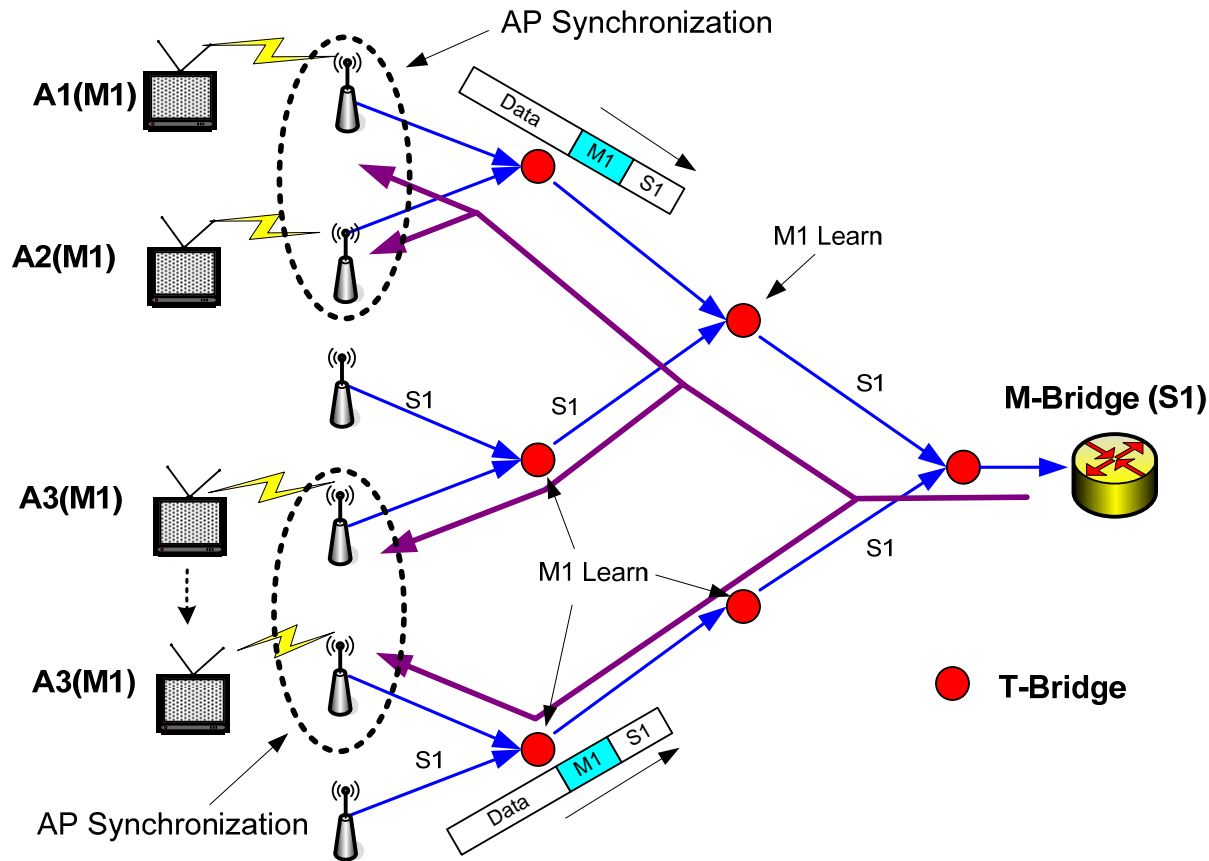 AP Synchronization
A1(M1)
Data
M1
S1
A2(M1)
M1 Learn
S1
S1
S1
M-Bridge (S1)
A3(M1)
S1
M1 Learn
A3(M1)
T-Bridge
S1
Data
M1
S1
AP Synchronization